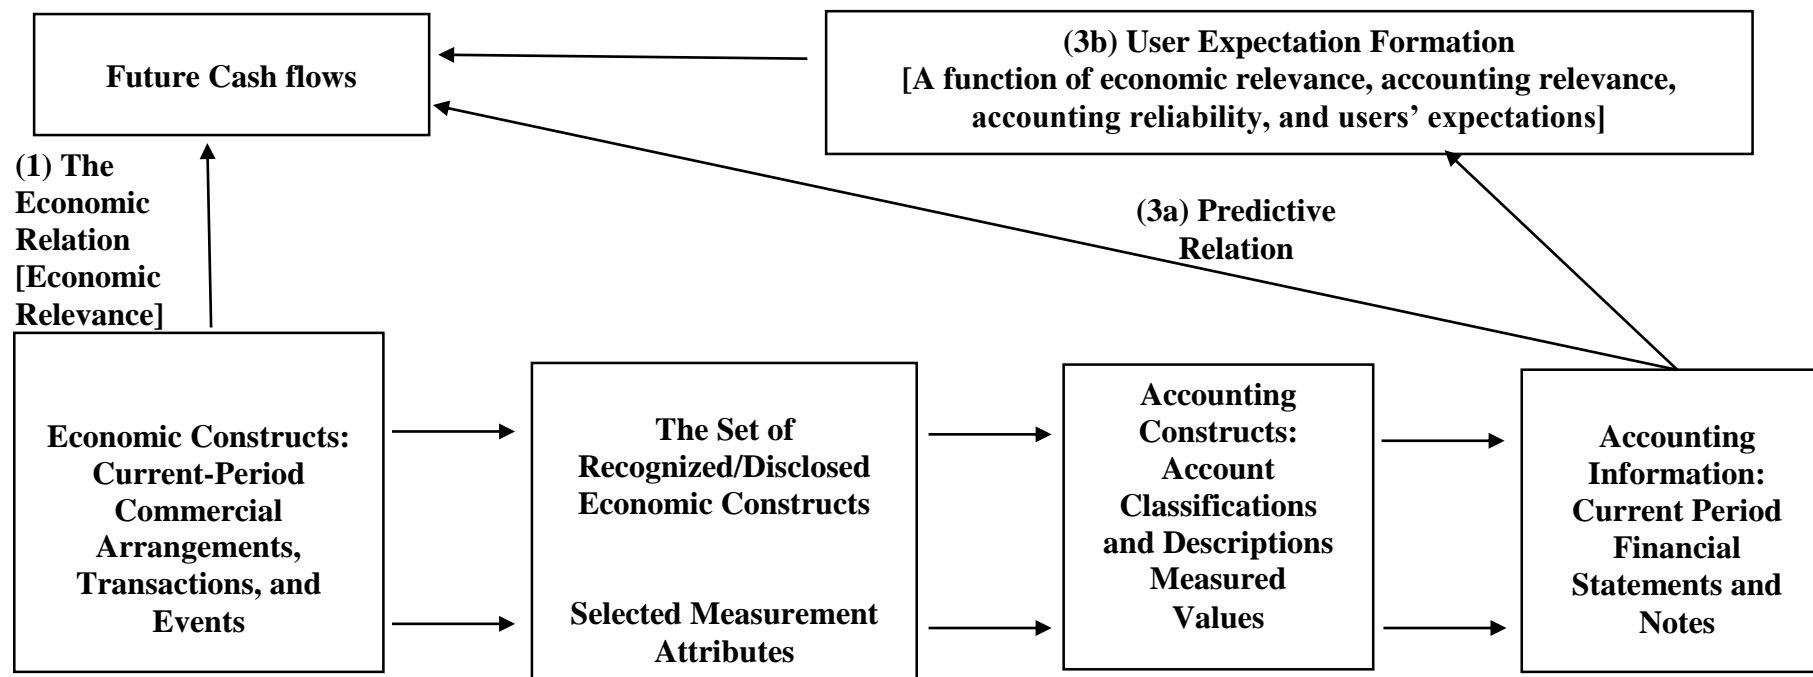 Future Cash flows
(3b) User Expectation Formation
[A function of economic relevance, accounting relevance,
accounting reliability, and users’ expectations]
(1) The
Economic
Relation
[Economic
Relevance]
(3a) Predictive
Relation
Economic Constructs:
Current-Period
Commercial
Arrangements,
Transactions, and
Events
The Set of
Recognized/Disclosed
Economic Constructs
Selected Measurement
Attributes
Accounting
Constructs:
Account
Classifications
and Descriptions
Measured
Values
Accounting
Information:
Current Period
Financial
Statements and
Notes